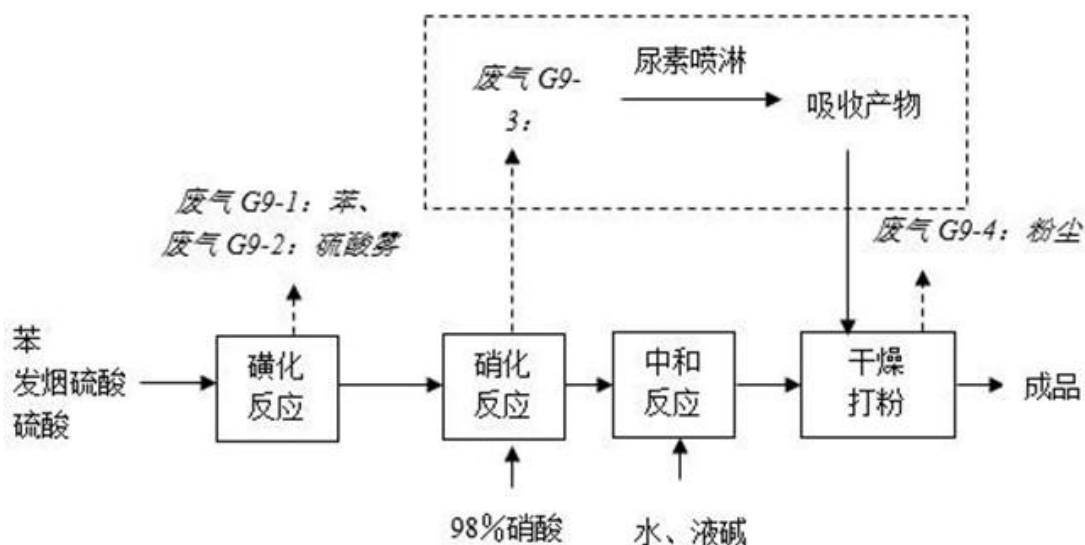 尿素喷淋
废气 G9-
3：
吸收产物
废气 G9-1：苯、
废气 G9-2：硫酸雾
废气 G9-4：粉尘
苯
发烟硫酸
硫酸
磺化
反应
硝化
反应
中和
反应
干燥
打粉
成品
98%硝酸
水、液碱